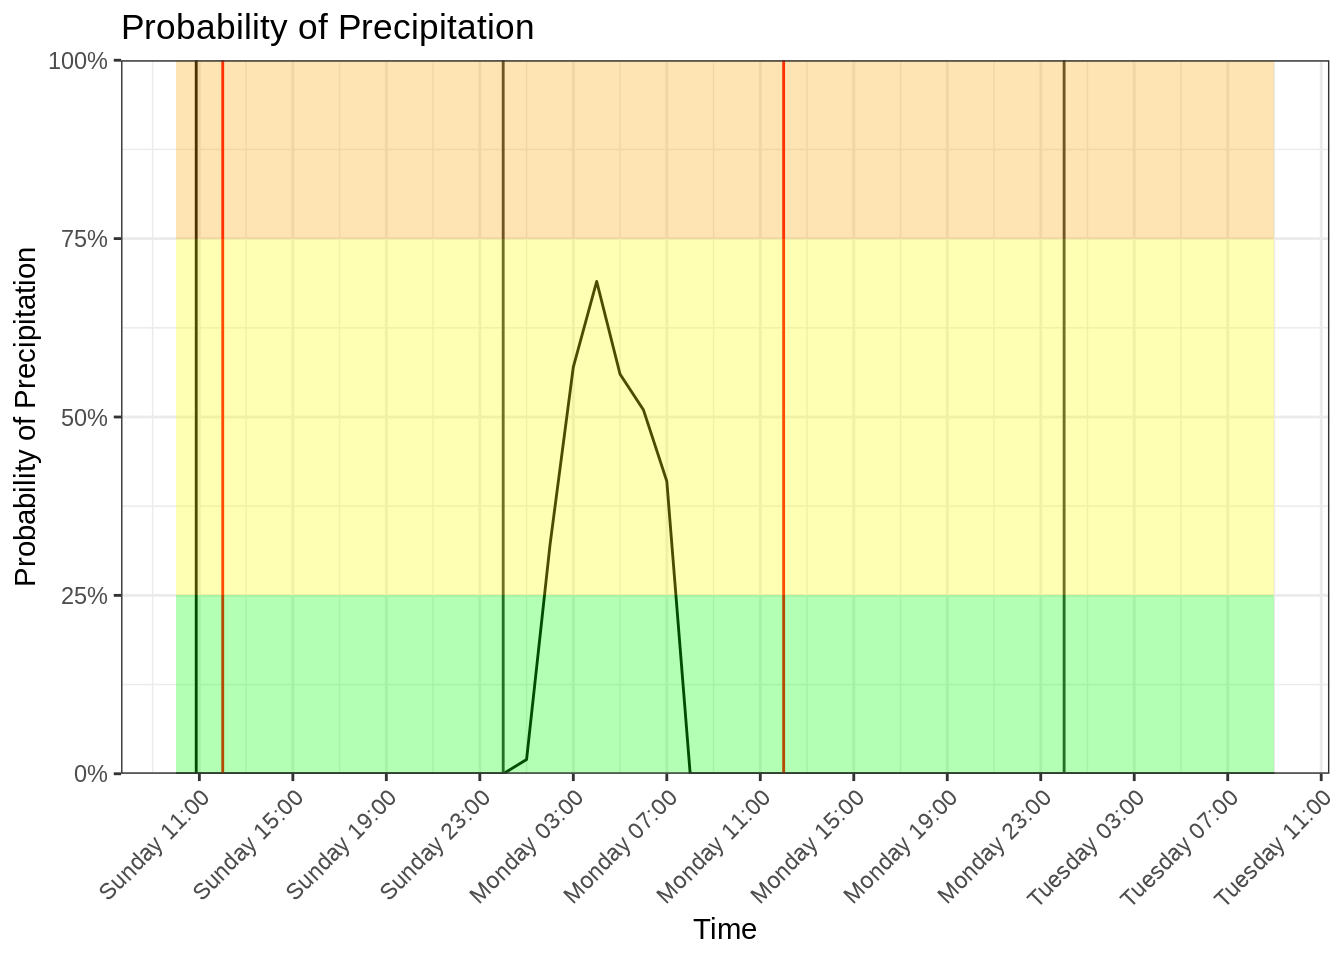 Probability of Precipitation
Probability of Precipitation
100%
75%
50%
25%
0%
Sunday 11:00
Sunday 15:00
Sunday 19:00
Sunday 23:00
Monday 03:00
Monday 07:00
Monday 11:00
Monday 15:00
Monday 19:00
Monday 23:00
Tuesday 03:00
Tuesday 07:00
Tuesday 11:00
Time